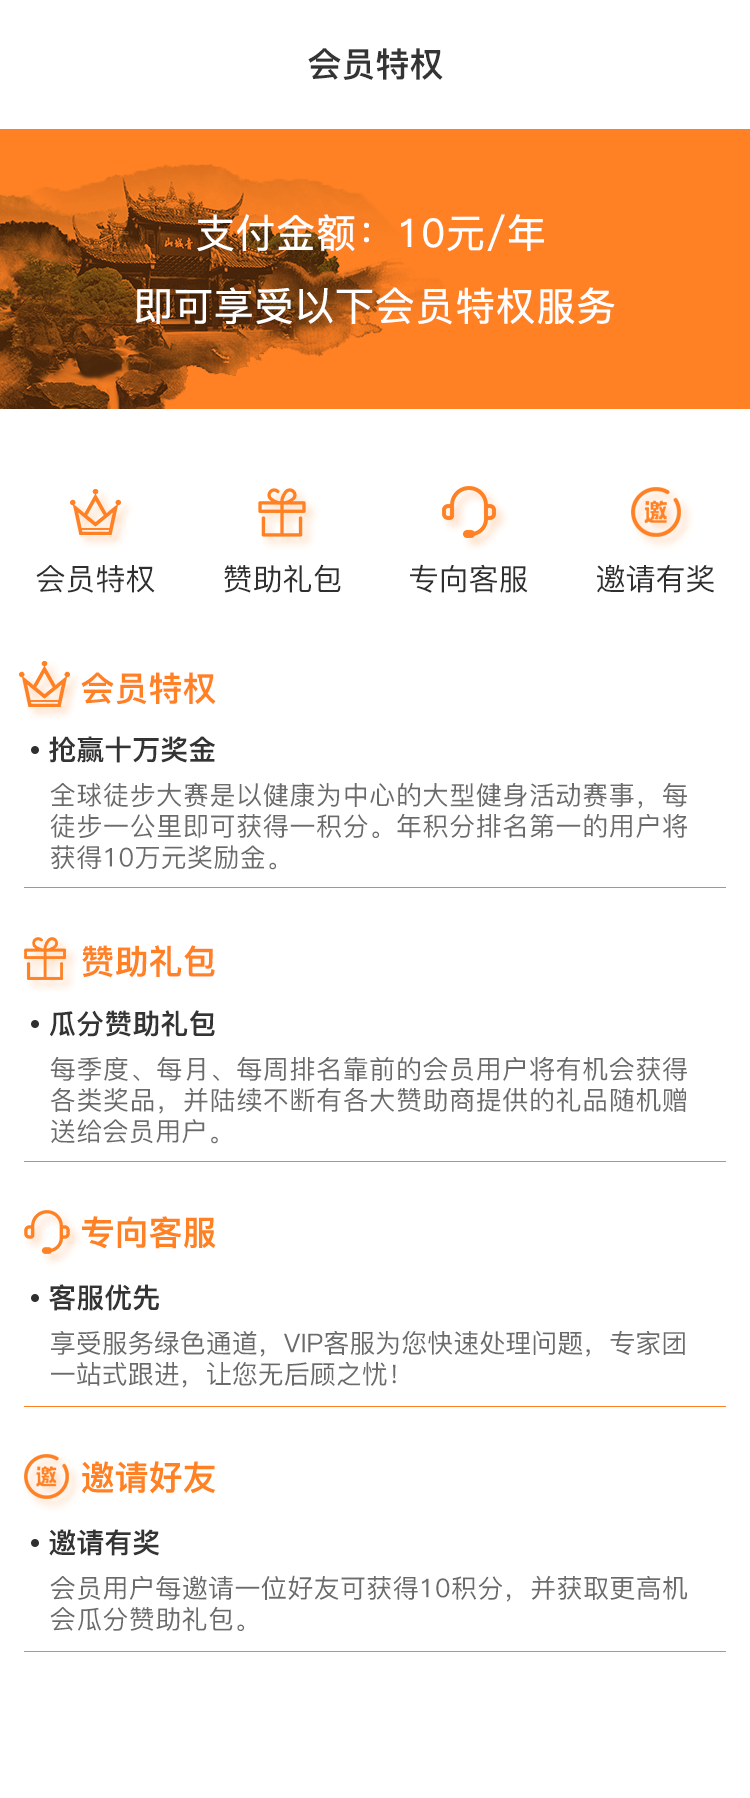 会员特权
支付金额：10元/年
青城山
即可享受以下会员特权服务
邀
会员特权 赞助礼包 专向客服 邀请有奖
会员特权
• 抢赢十万奖金
全球徒步大赛是以健康为中心的大型健身活动赛事，每
徒步一公里即可获得一积分。年积分排名第一的用户将
获得10万元奖励金。
赞助礼包
• 瓜分赞助礼包
每季度、每月、每周排名靠前的会员用户将有机会获得
各类奖品，并陆续不断有各大赞助商提供的礼品随机赠
送给会员用户。
专向客服
• 客服优先
享受服务绿色通道，VIP客服为您快速处理问题，专家团
一站式跟进，让您无后顾之忧！
邀 邀请好友
• 邀请有奖
会员用户每邀请一位好友可获得10积分，并获取更高机
会瓜分赞助礼包。